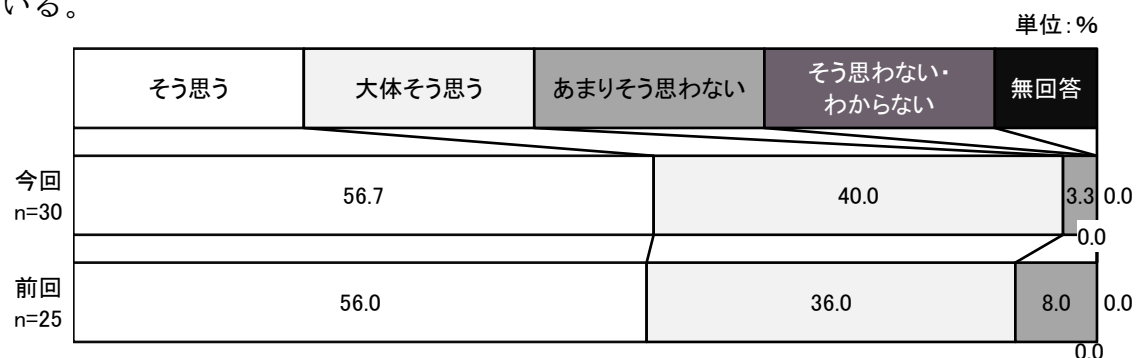 いる。
単位：%
そう思う
大体そう思う
あまりそう思わない
そう思わない・
わからない
無回答
今回
n=30
56.7
40.0
3.3
0.0
0.0
前回
n=25
56.0
36.0
8.0
0.0
0.0